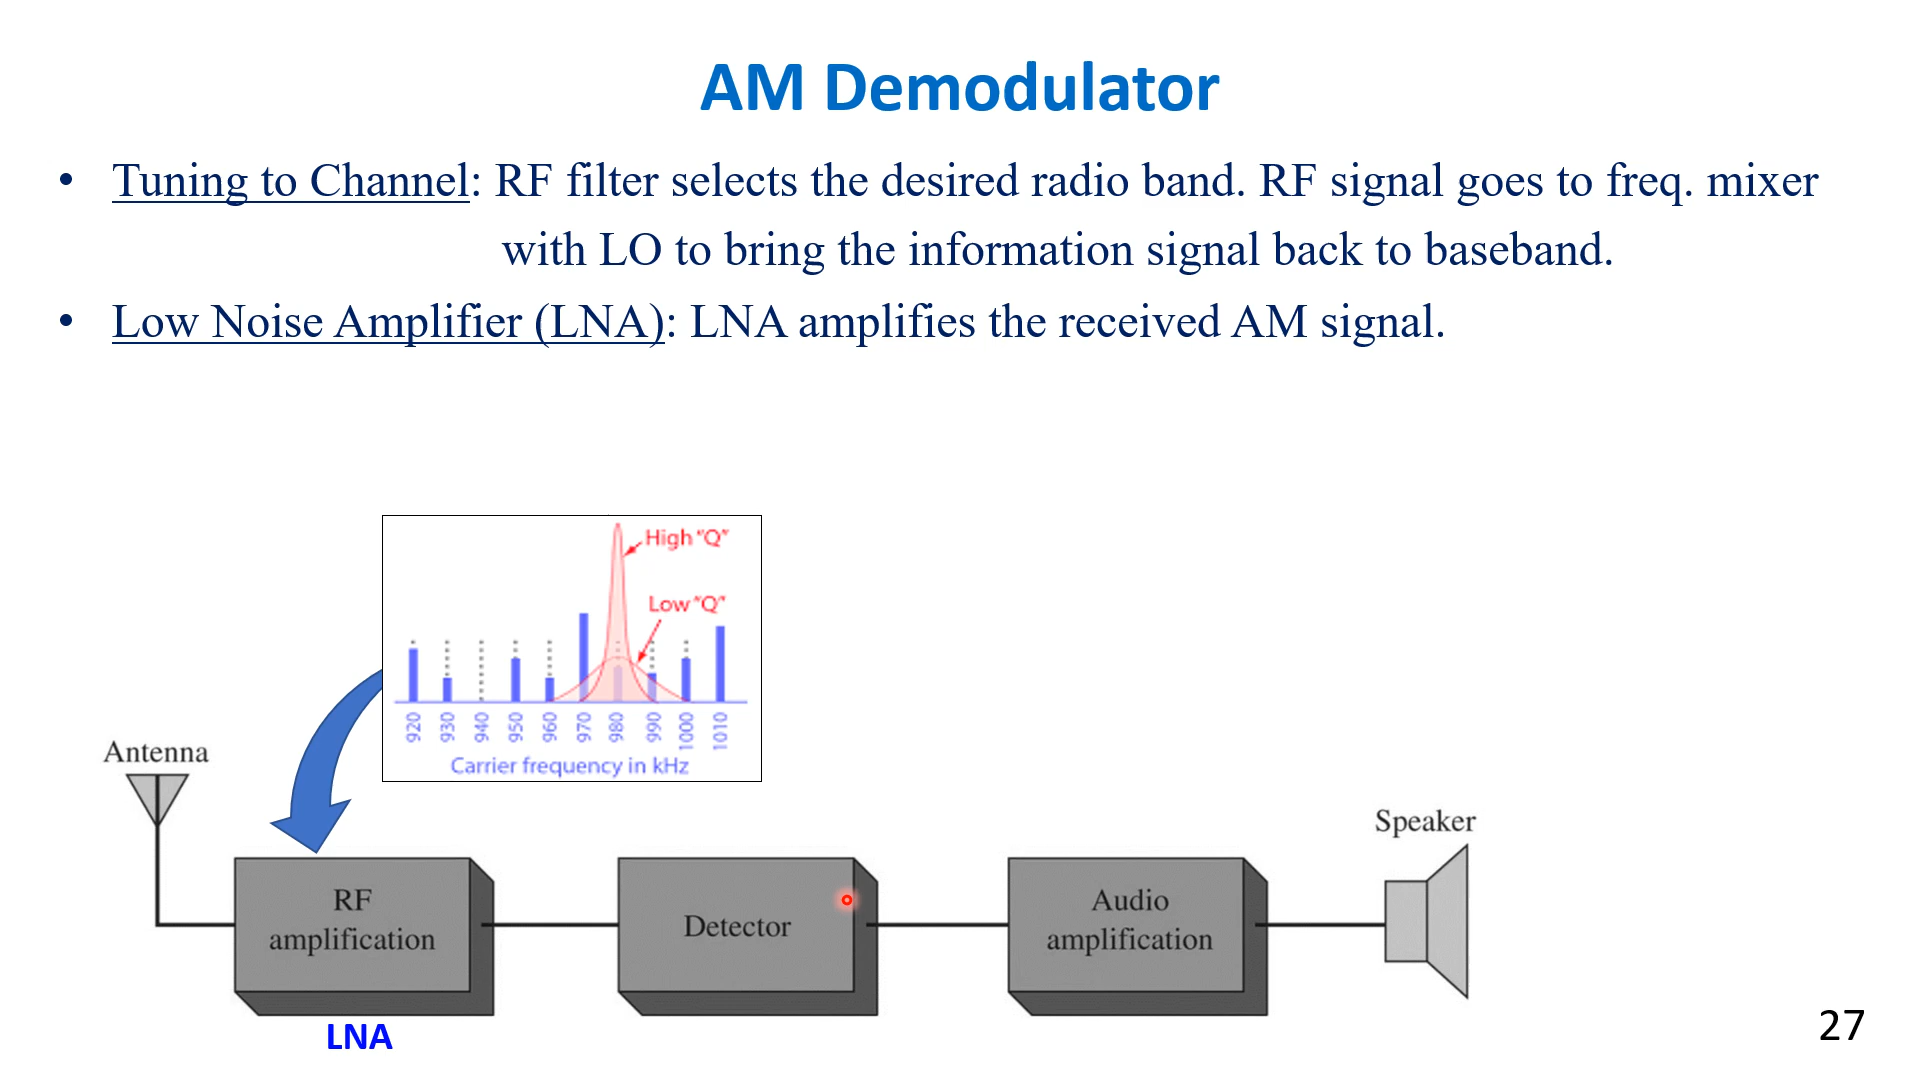 AM Demodulator
• Tuning to Channel: RF filter selects the desired radio band. RF signal goes to freq. mixer
with LO to bring the information signal back to baseband.
• Low Noise Amplifier (LNA): LNA amplifies the received AM signal.
High "Q"
Low "Q"
920 930 940 950 960 970 980 990 1000 1010
Carrier frequency in kHz
Antenna
Speaker
RF
amplification
Detector
Audio
amplification
LNA
27